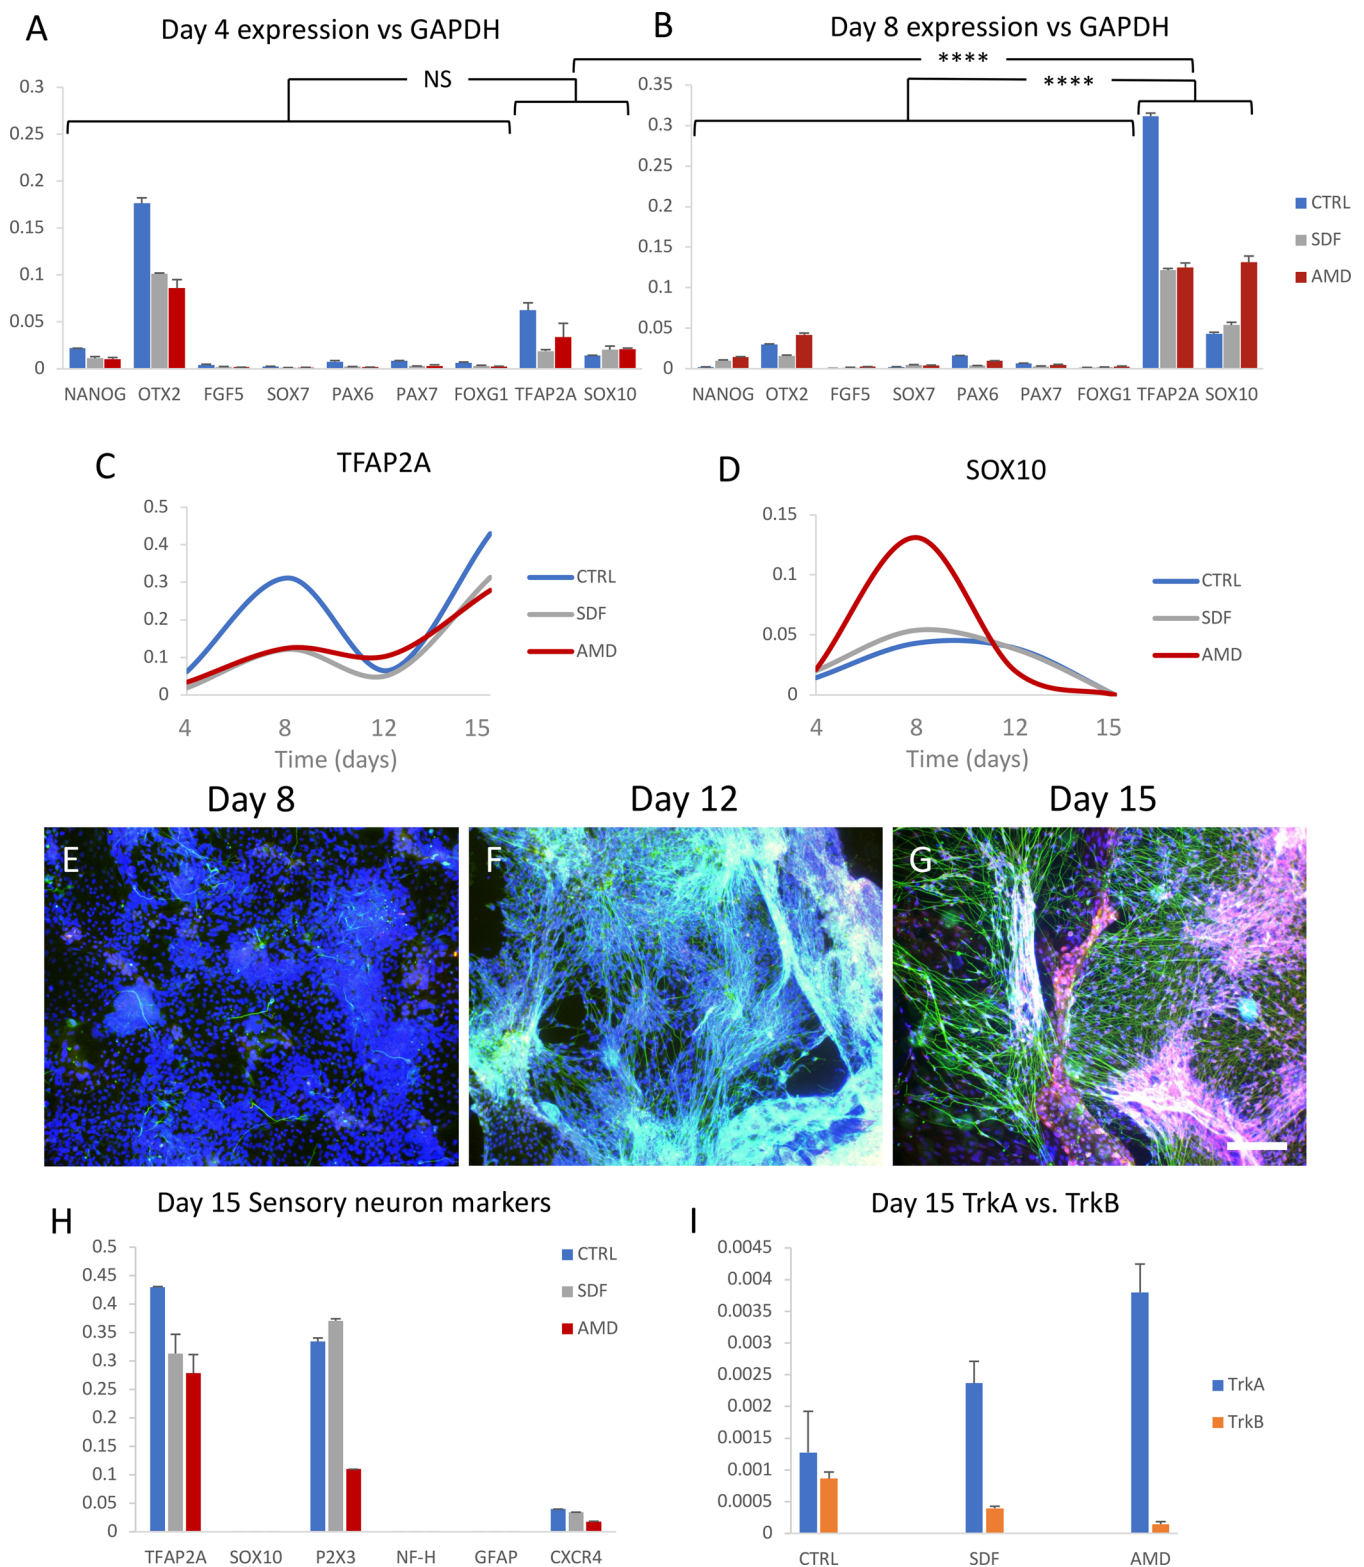 A
Day 4 expression vs GAPDH
NS
0.3
0.25
0.2
0.15
0.1
0.05
0
NANOG OTX2 FGF5 SOX7 PAX6 PAX7 FOXG1 TFAP2A SOX10
B
Day 8 expression vs GAPDH
****
****
0.35
0.3
0.25
0.2
0.15
0.1
0.05
0
NANOG OTX2 FGF5 SOX7 PAX6 PAX7 FOXG1 TFAP2A SOX10
CTRL
SDF
AMD
C
TFAP2A
0.5
0.4
0.3
0.2
0.1
0
4 8 12 15
Time (days)
CTRL
SDF
AMD
D
SOX10
0.15
0.1
0.05
0
4 8 12 15
Time (days)
CTRL
SDF
AMD
Day 8
Day 12
Day 15
E
F
G
H
Day 15 Sensory neuron markers
0.5
0.45
0.4
0.35
0.3
0.25
0.2
0.15
0.1
0.05
0
TFAP2A SOX10 P2X3 NF-H GFAP CXCR4
CTRL
SDF
AMD
I
Day 15 TrkA vs. TrkB
0.0045
0.004
0.0035
0.003
0.0025
0.002
0.0015
0.001
0.0005
0
CTRL SDF AMD
TrkA
TrkB